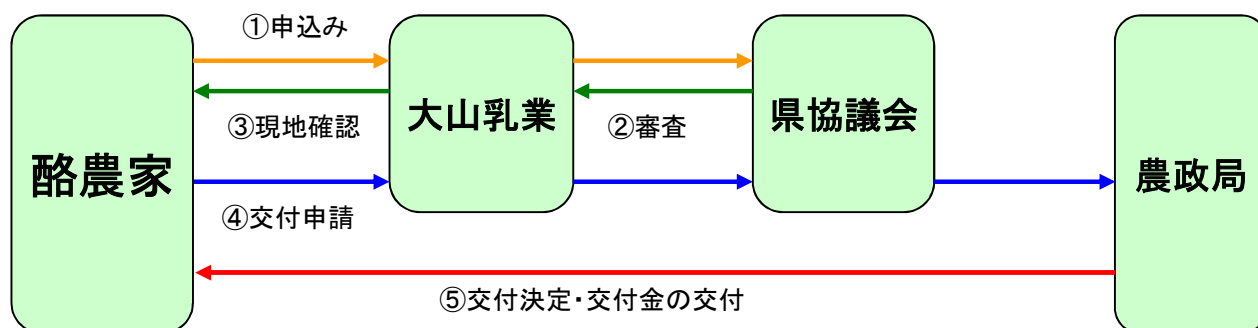 ①申込み
酪農家
大山乳業
県協議会
農政局
③現地確認
②審査
④交付申請
⑤交付決定・交付金の交付